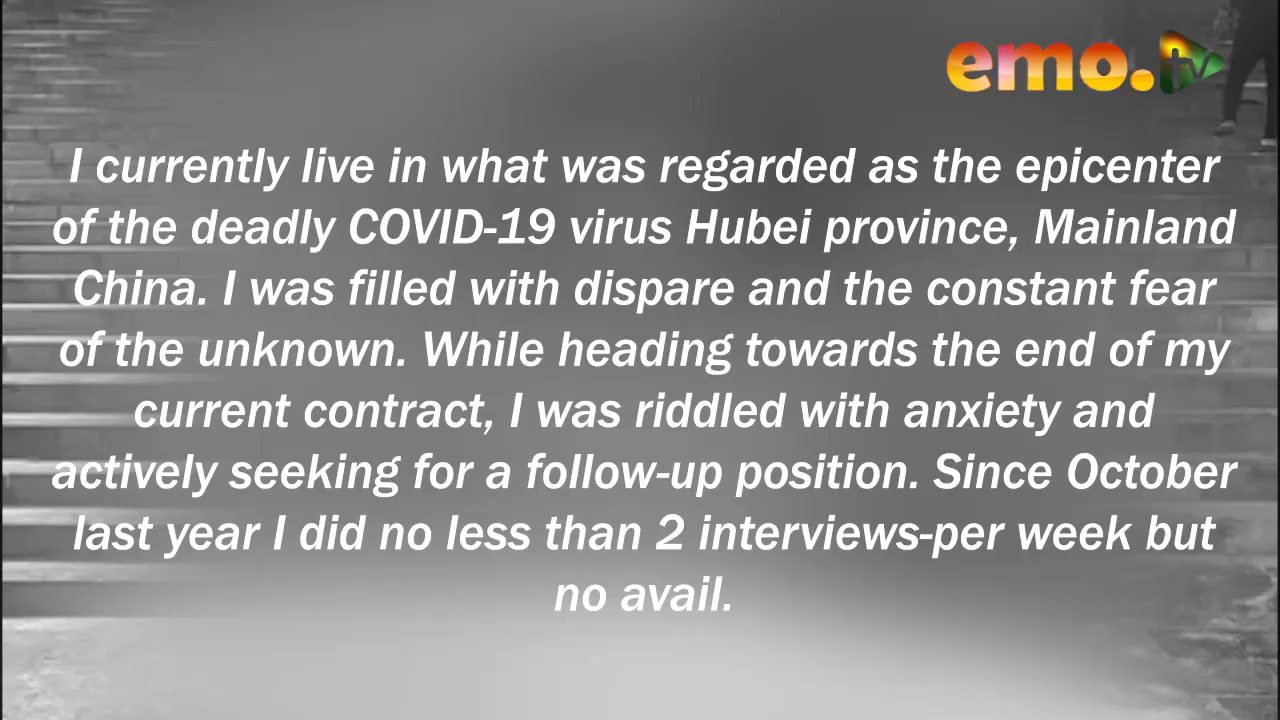 emo.tv
I currently live in what was regarded as the epicenter
of the deadly COVID-19 virus Hubei province, Mainland
China. I was filled with dispare and the constant fear
of the unknown. While heading towards the end of my
current contract, I was riddled with anxiety and
actively seeking for a follow-up position. Since October
last year I did no less than 2 interviews-per week but
no avail.